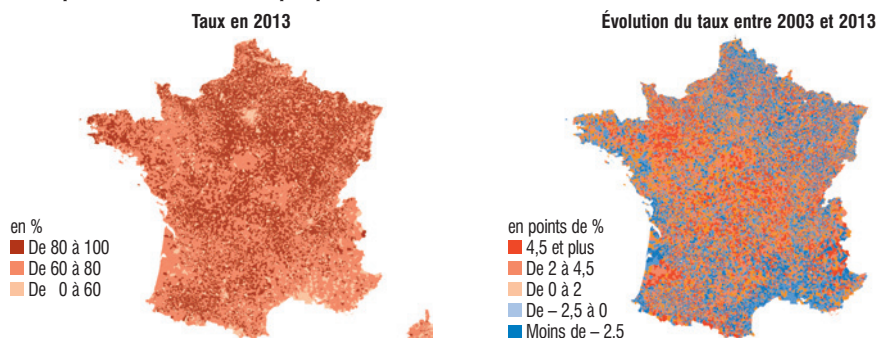 Taux en 2013
en %
De 80 à 100
De 60 à 80
De 0 à 60
Évolution du taux entre 2003 et 2013
en points de %
4,5 et plus
De 2 à 4,5
De 0 à 2
De – 2,5 à 0
Moins de – 2,5